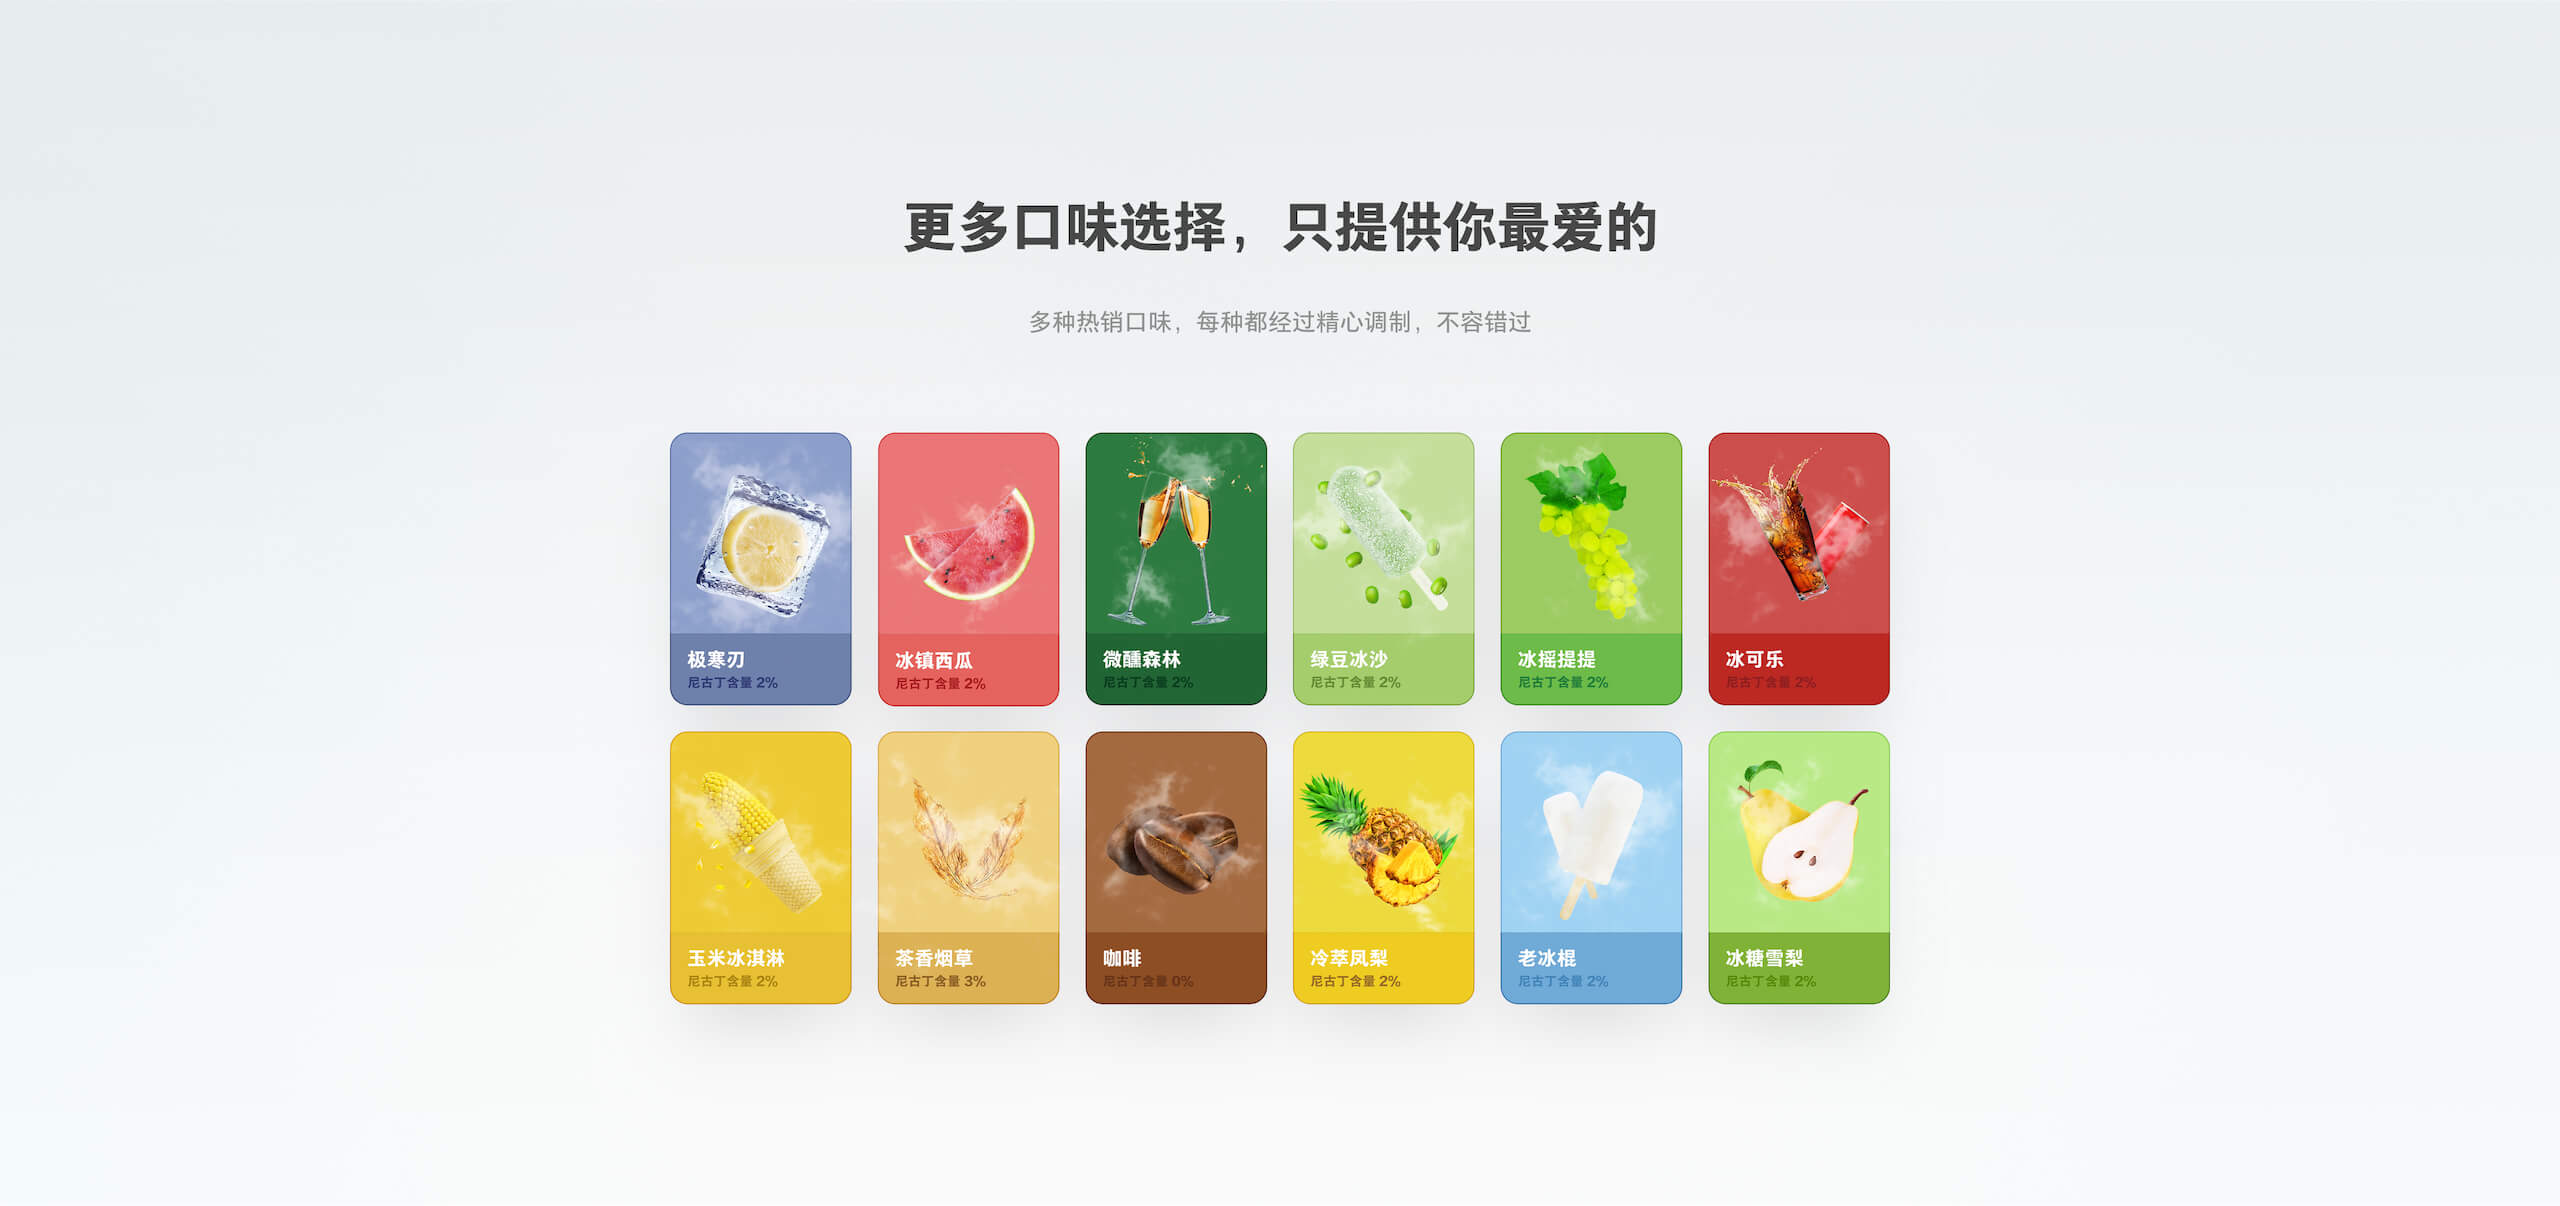 更多口味选择，只提供你最爱的
多种热销口味，每种都经过精心调制，不容错过
极寒刃
尼古丁含量 2%
冰镇西瓜
尼古丁含量 2%
微醺森林
尼古丁含量 2%
绿豆冰沙
尼古丁含量 2%
冰摇提提
尼古丁含量 2%
冰可乐
尼古丁含量 2%
玉米冰淇淋
尼古丁含量 2%
茶香烟草
尼古丁含量 3%
咖啡
尼古丁含量 0%
冷萃凤梨
尼古丁含量 2%
老冰棍
尼古丁含量 2%
冰糖雪梨
尼古丁含量 2%